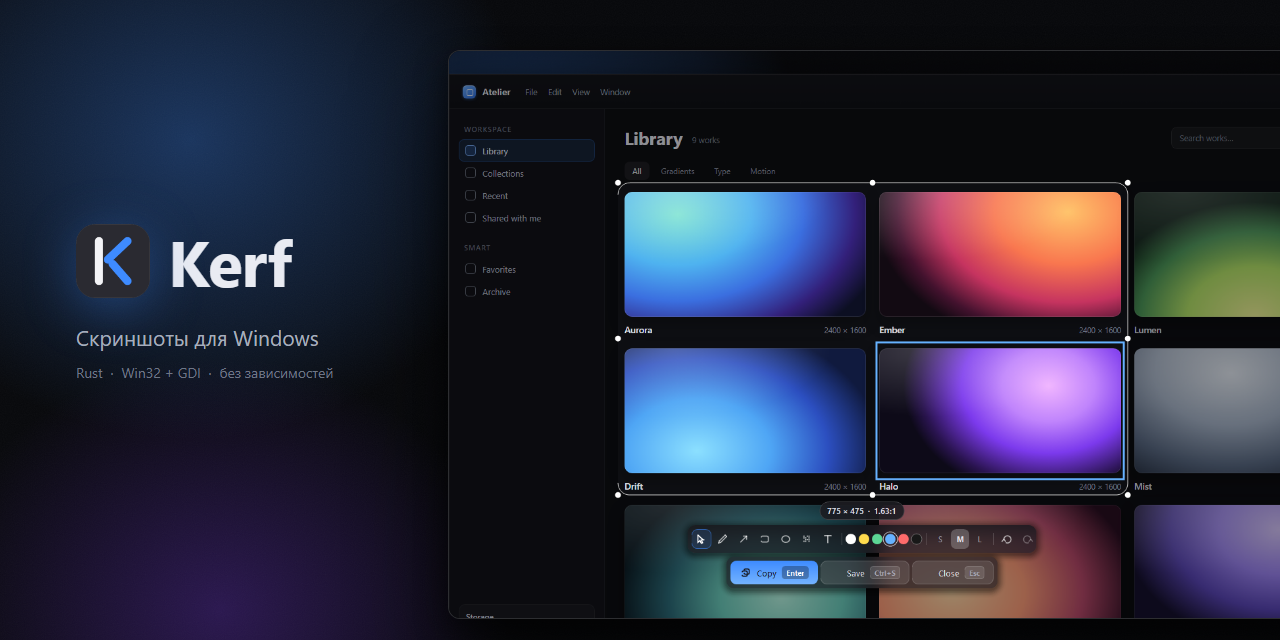 Kerf
Скриншоты для Windows
Rust · Win32 + GDI · без зависимостей
Atelier File Edit View Window
WORKSPACE
Library
Collections
Recent
Shared with me
SMART
Favorites
Archive
Storage
Library 9 works
Search works...
All Gradients Type Motion
Aurora 2400 × 1600
Ember 2400 × 1600
Lumen
Drift 2400 × 1600
Halo 2400 × 1600
Mist
775 × 475 · 1.63:1
T S M L
Copy Enter Save Ctrl+S Close Esc